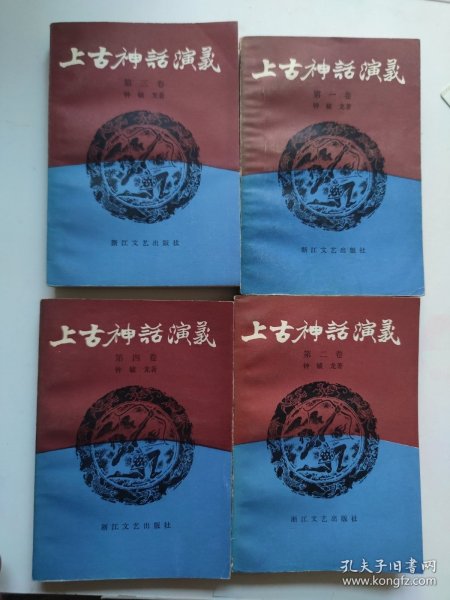 上古神話演義
第三卷
钟毓龙著
浙江文艺出版社
上古神話演義
第一卷
钟毓龙著
浙江文艺出版社
上古神話演義
第四卷
钟毓龙著
浙江文艺出版社
上古神話演義
第二卷
钟毓龙著
浙江文艺出版社
孔夫子旧书网
www.kongfz.com